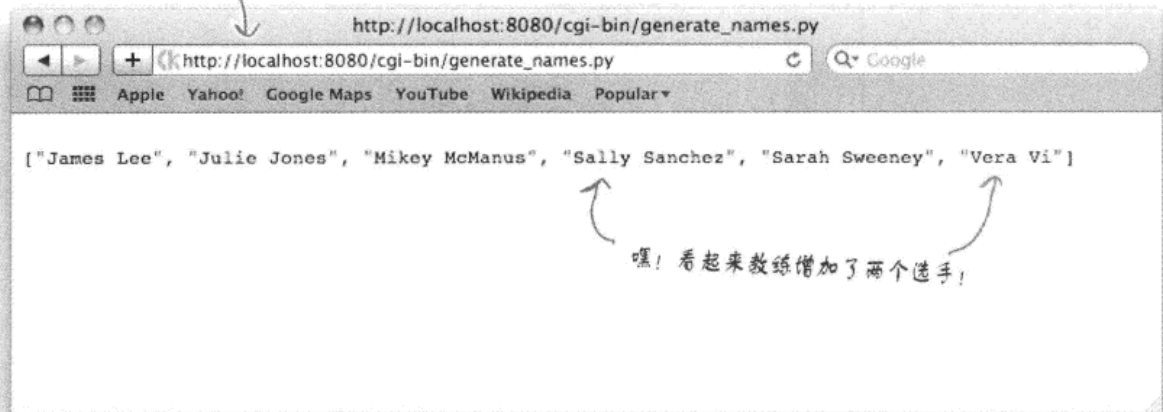 http://localhost:8080/cgi-bin/generate_names.py
http://localhost:8080/cgi-bin/generate_names.py
Google
Apple Yahoo! Google Maps YouTube Wikipedia Popular
["James Lee", "Julie Jones", "Mikey McManus", "Sally Sanchez", "Sarah Sweeney", "Vera Vi"]
嘿！看起来教练增加了两个选手！